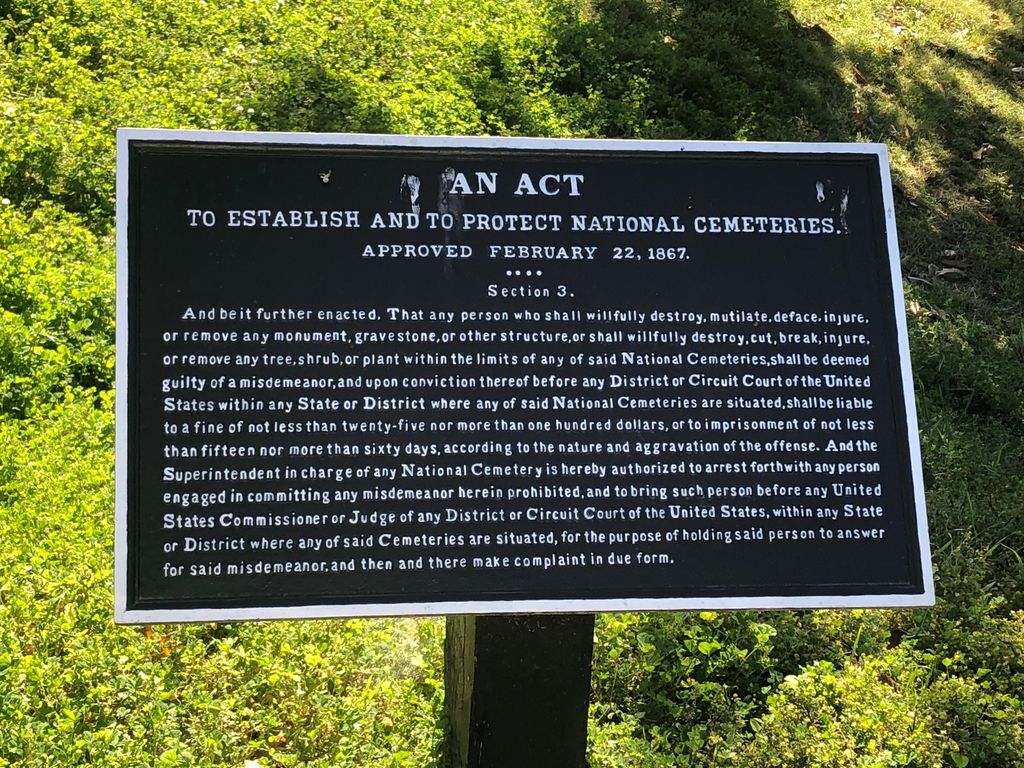 AN ACT
TO ESTABLISH AND TO PROTECT NATIONAL CEMETERIES.
APPROVED FEBRUARY 22, 1867.
••••
Section 3.
And be it further enacted. That any person who shall willfully destroy, mutilate, deface, injure,
or remove any monument, gravestone, or other structure, or shall willfully destroy, cut, break, injure,
or remove any tree, shrub, or plant within the limits of any of said National Cemeteries, shall be deemed
guilty of a misdemeanor, and upon conviction thereof before any District or Circuit Court of the United
States within any State or District where any of said National Cemeteries are situated, shall be liable
to a fine of not less than twenty-five nor more than one hundred dollars, or to imprisonment of not less
than fifteen nor more than sixty days, according to the nature and aggravation of the offense. And the
Superintendent in charge of any National Cemetery is hereby authorized to arrest forthwith any person
engaged in committing any misdemeanor herein prohibited, and to bring such person before any United
States Commissioner or Judge of any District or Circuit Court of the United States, within any State
or District where any of said Cemeteries are situated, for the purpose of holding said person to answer
for said misdemeanor, and then and there make complaint in due form.